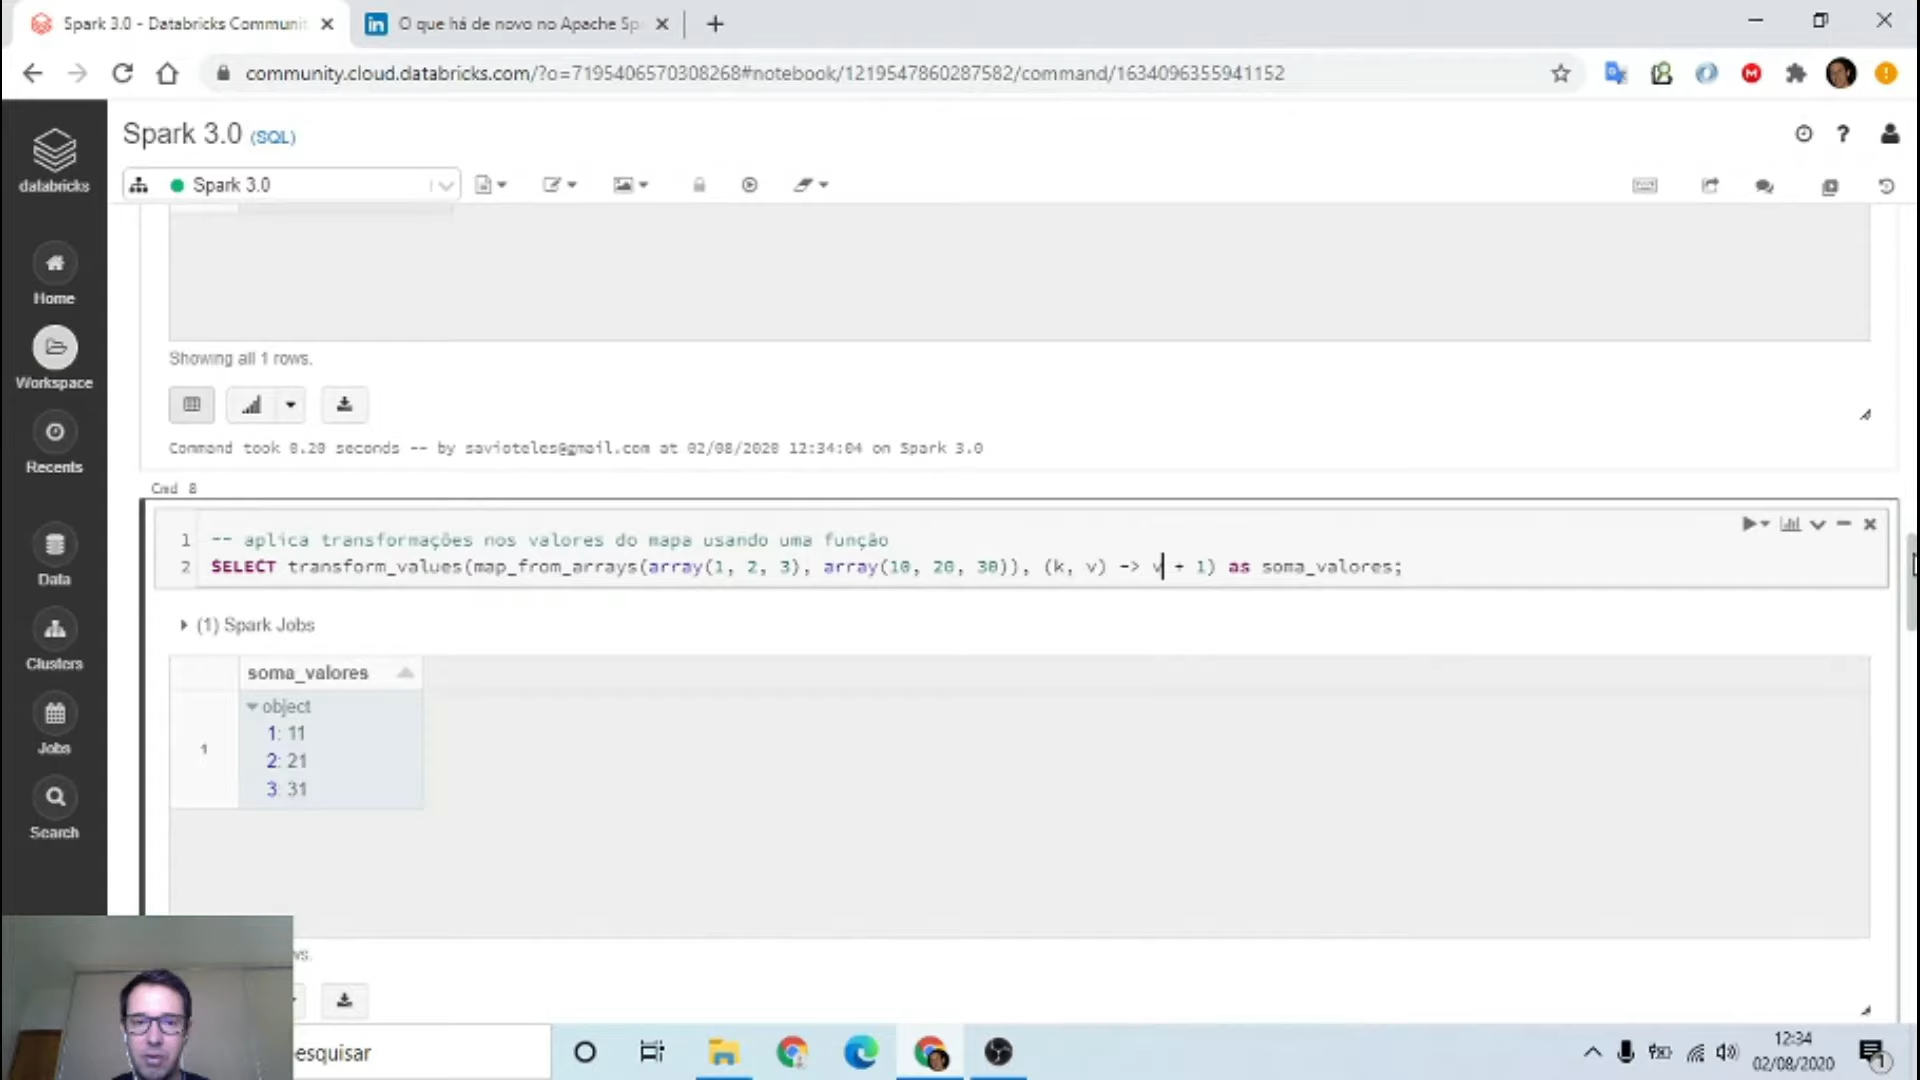 Spark 3.0 - Databricks Communi
O que há de novo no Apache Sp
community.cloud.databricks.com/?o=7195406570308268#notebook/1219547860287582/command/1634096355941152
databricks
Spark 3.0 (SQL)
Spark 3.0
Home
Workspace
Recents
Data
Clusters
Jobs
Search
Showing all 1 rows.
Command took 0.20 seconds -- by savioteles@gmail.com at 02/08/2020 12:34:04 on Spark 3.0
Cmd 8
1 -- aplica transformações nos valores do mapa usando uma função
2 SELECT transform_values(map_from_arrays(array(1, 2, 3), array(10, 20, 30)), (k, v) -> v + 1) as soma_valores;
(1) Spark Jobs
soma_valores
1
object
1: 11
2: 21
3: 31
ws.
esquisar
12:34
02/08/2020
1